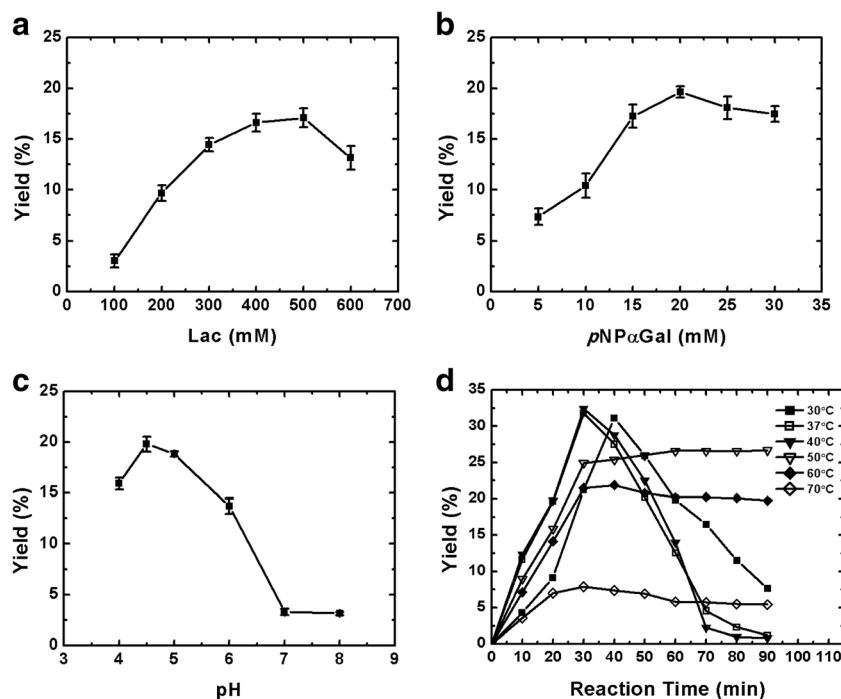 a
25
20
15
10
5
0
Yield (%)
0 100 200 300 400 500 600 700
Lac (mM)
b
25
20
15
10
5
0
Yield (%)
0 5 10 15 20 25 30 35
pNPαGal (mM)
c
25
20
15
10
5
0
Yield (%)
3 4 5 6 7 8 9
pH
d
35
30
25
20
15
10
5
0
Yield (%)
30°C
37°C
40°C
50°C
60°C
70°C
0 10 20 30 40 50 60 70 80 90 100 110
Reaction Time (min)